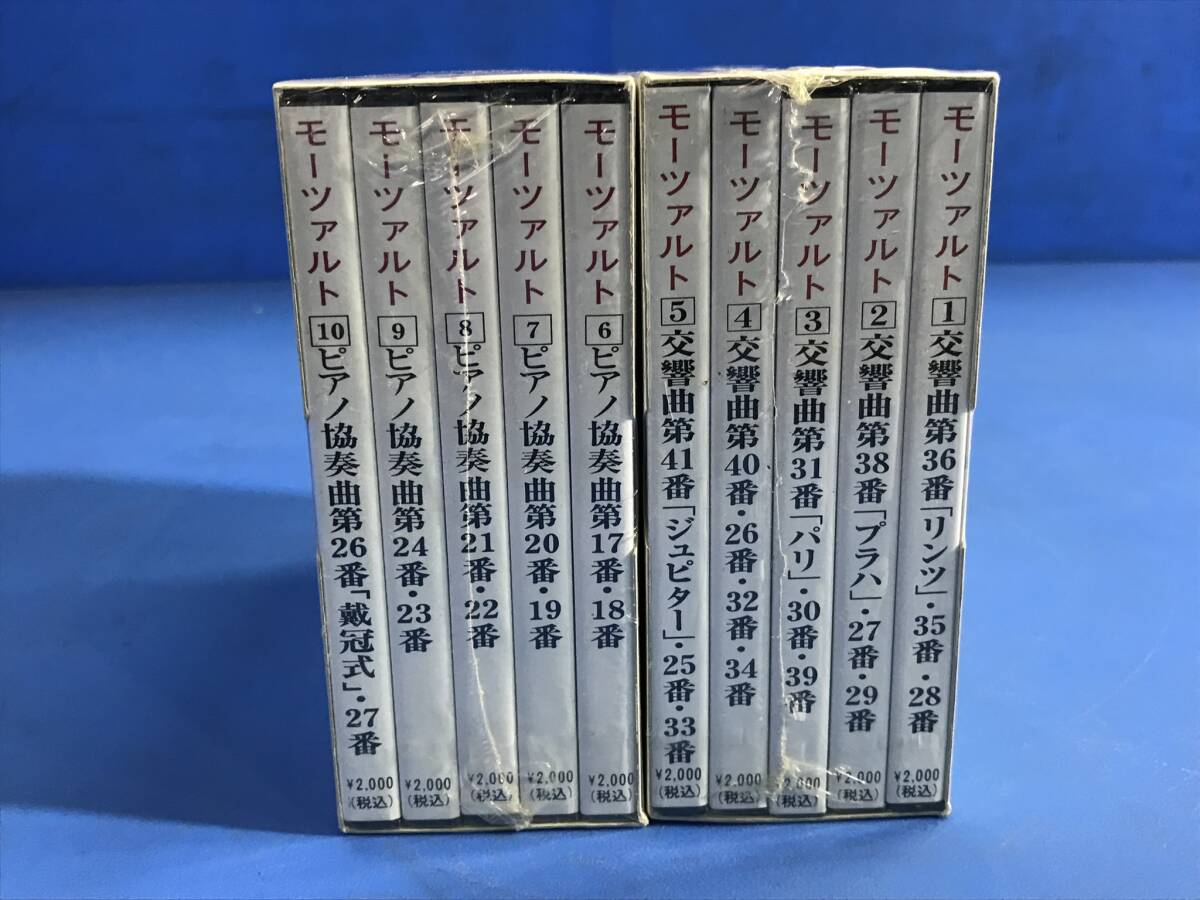 モーツァルト 1 交響曲第36番「リンツ」・35番・28番
¥2,000
(税込)
モーツァルト 2 交響曲第38番「プラハ」・27番・29番
¥2,000
(税込)
モーツァルト 3 交響曲第31番「パリ」・30番・39番
¥2,000
(税込)
モーツァルト 4 交響曲第40番・26番・32番・34番
¥2,000
(税込)
モーツァルト 5 交響曲第41番「ジュピター」・25番・33番
¥2,000
(税込)
モーツァルト 6 ピアノ協奏曲第17番・18番
¥2,000
(税込)
モーツァルト 7 ピアノ協奏曲第20番・19番
¥2,000
(税込)
モーツァルト 8 ピアノ協奏曲第21番・22番
¥2,000
(税込)
モーツァルト 9 ピアノ協奏曲第24番・23番
¥2,000
(税込)
モーツァルト 10 ピアノ協奏曲第26番「戴冠式」・27番
¥2,000
(税込)